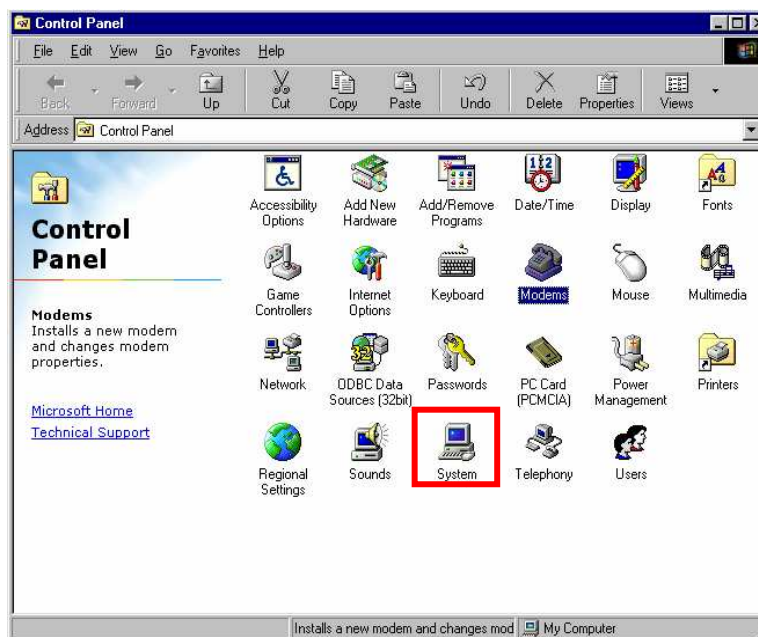 Control Panel
File Edit View Go Favorites Help
Back Forward Up Cut Copy Paste Undo Delete Properties Views
Address Control Panel
Control
Panel
Modems
Installs a new modem
and changes modem
properties.
Microsoft Home
Technical Support
Accessibility
Options
Add New
Hardware
Add/Remove
Programs
Date/Time
Display
Fonts
Game
Controllers
Internet
Options
Keyboard
Modems
Mouse
Multimedia
Network
ODBC Data
Sources (32bit)
Passwords
PC Card
(PCMCIA)
Power
Management
Printers
Regional
Settings
Sounds
System
Telephony
Users
Installs a new modem and changes mod My Computer